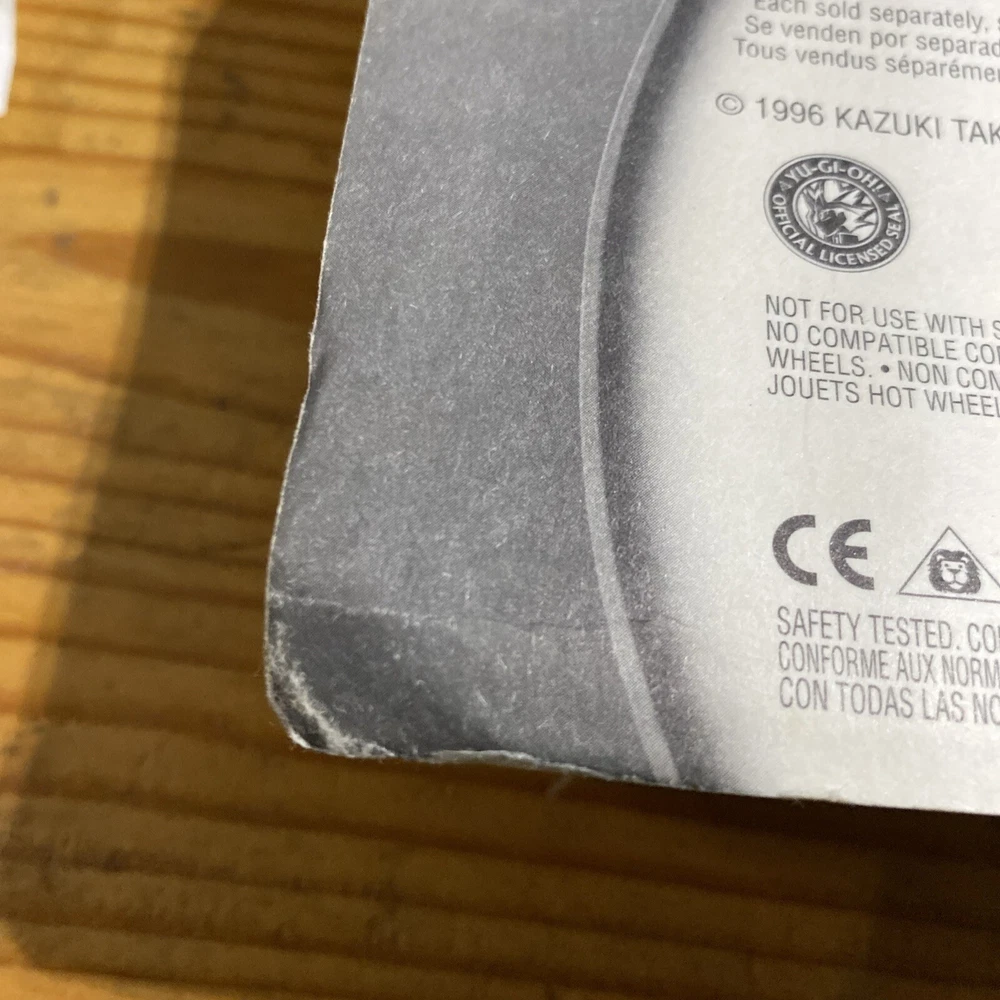 Each sold separately,
Se venden por separad
Tous vendus séparéme
© 1996 KAZUKI TAK
YU-GI-OH!
OFFICIAL LICENSED SEAL
NOT FOR USE WITH S
NO COMPATIBLE CO
WHEELS. • NON CON
JOUETS HOT WHEEL
CE
SAFETY TESTED. CO
CONFORME AUX NORM
CON TODAS LAS NO